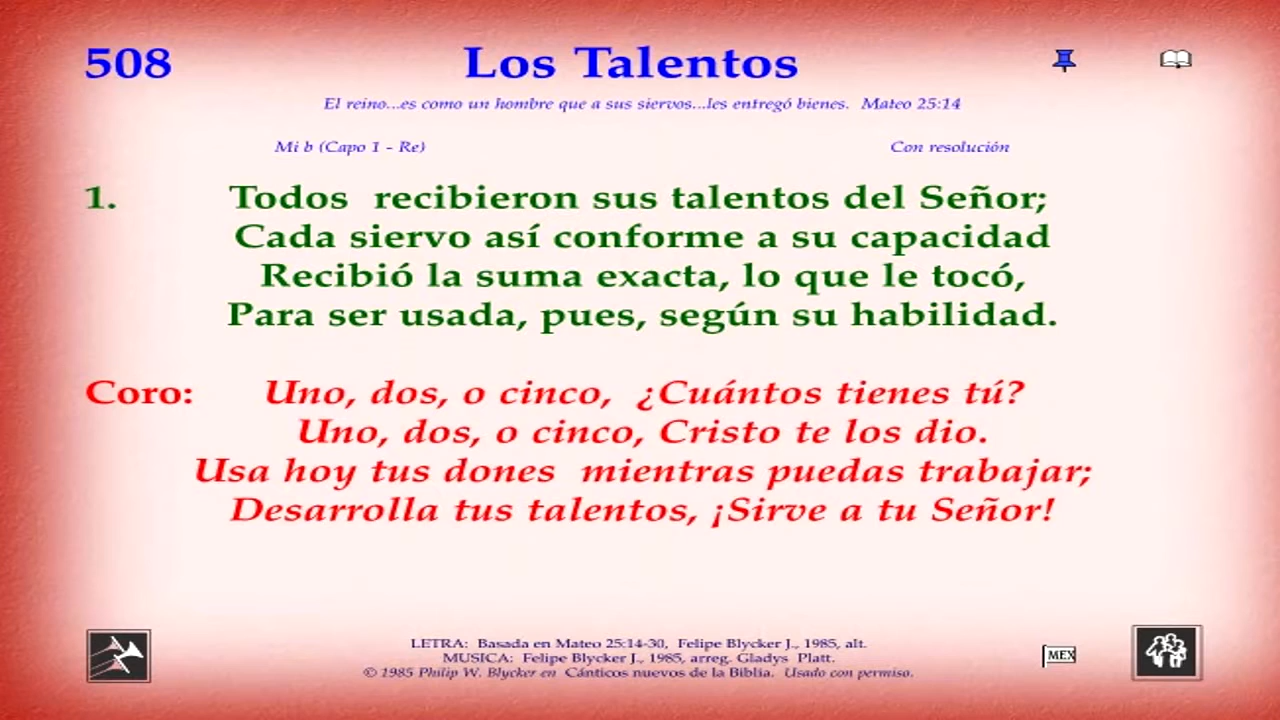 508 Los Talentos
El reino...es como un hombre que a sus siervos...les entregó bienes. Mateo 25:14
Mi b (Capo 1 - Re) Con resolución
1. Todos recibieron sus talentos del Señor;
Cada siervo así conforme a su capacidad
Recibió la suma exacta, lo que le tocó,
Para ser usada, pues, según su habilidad.
Coro: Uno, dos, o cinco, ¿Cuántos tienes tú?
Uno, dos, o cinco, Cristo te los dio.
Usa hoy tus dones mientras puedas trabajar;
Desarrolla tus talentos, ¡Sirve a tu Señor!
LETRA: Basada en Mateo 25:14-30, Felipe Blycker J., 1985, alt.
MUSICA: Felipe Blycker J., 1985, arreg. Gladys Platt.
© 1985 Philip W. Blycker en Cánticos nuevos de la Biblia. Usado con permiso.
MEX